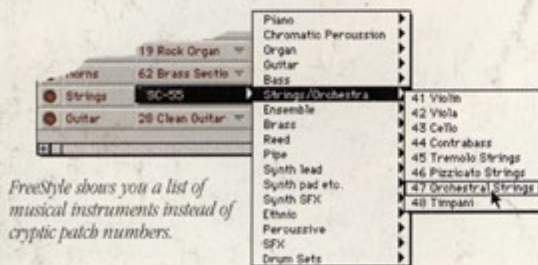 19 Rock Organ
Horns
62 Brass Sectio
Strings
SC-55
Guitar
28 Clean Guitar
Piano
Chromatic Percussion
Organ
Guitar
Bass
Strings/Orchestra
Ensemble
Brass
Reed
Pipe
Synth lead
Synth pad etc.
Synth SFX
Ethnic
Percussive
SFX
Drum Sets
41 Violin
42 Viola
43 Cello
44 Contrabass
45 Tremolo Strings
46 Pizzicato Strings
47 Orchestral Strings
48 Timpani
FreeStyle shows you a list of
musical instruments instead of
cryptic patch numbers.